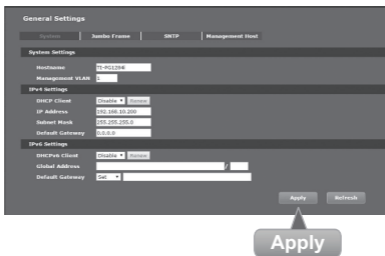 General Settings
System Jumbo Frame SNTP Management Host
System Settings
Hostname TI-PG1284i
Management VLAN 1
IPv4 Settings
DHCP Client Disable Renew
IP Address 192.168.10.200
Subnet Mask 255.255.255.0
Default Gateway 0.0.0.0
IPv6 Settings
DHCPv6 Client Disable Renew
Global Address /
Default Gateway Set
Apply Refresh
Apply